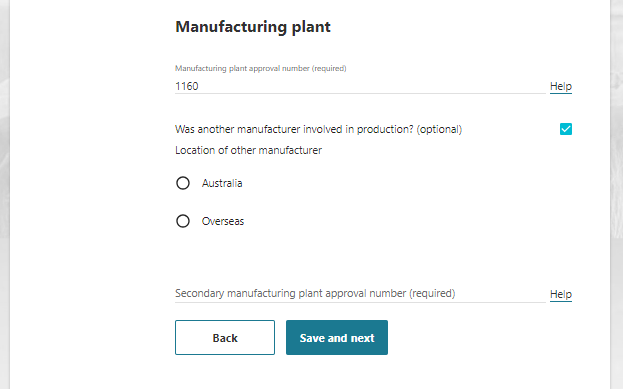 Manufacturing plant
Manufacturing plant approval number (required)
1160
Help
Was another manufacturer involved in production? (optional)
Location of other manufacturer
Australia
Overseas
Secondary manufacturing plant approval number (required)
Help
Back
Save and next